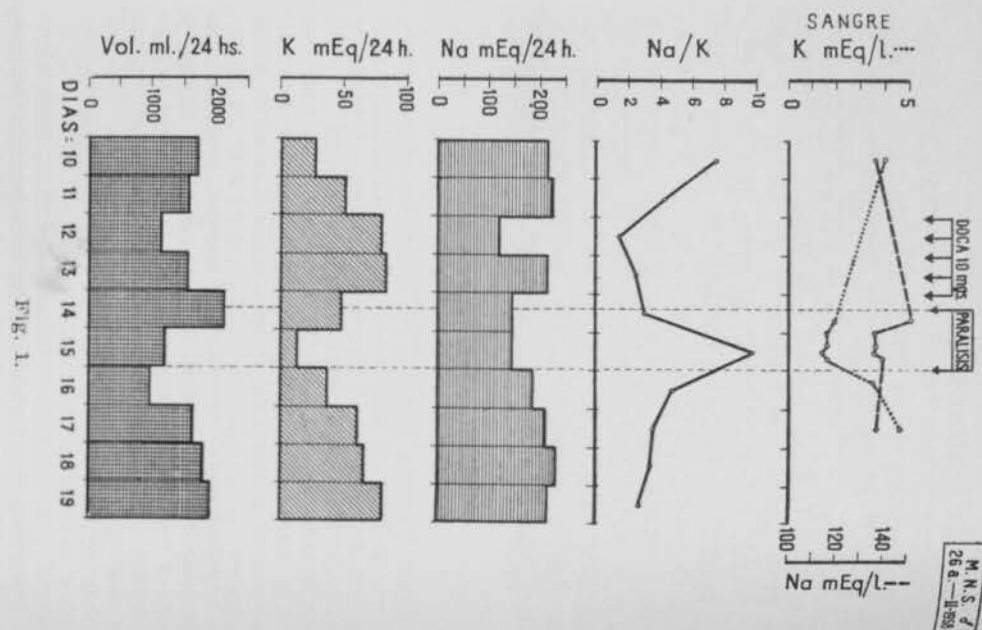 SANGRE
Vol. ml./24 hs.
K mEq/24 h.
Na mEq/24 h.
Na/K
K mEq/l.····
0 1000 2000
0 50 100
0 100 200
0 2 4 6 8 10
0 5
DIAS = 10 11 12 13 14 15 16 17 18 19
DOCA 10 mgs
PARALISIS
100 120 140
Na mEq/l.---
M. N. S. ♂
26 a. — II-1958
Fig. 1.